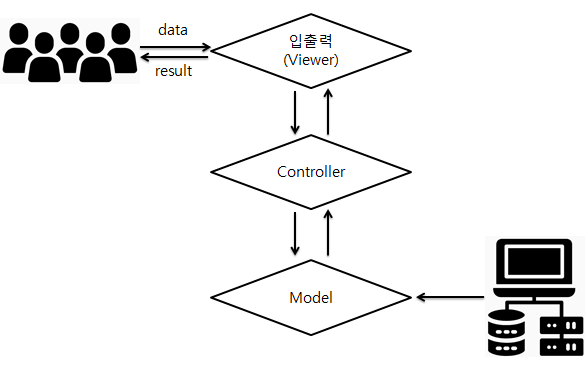 data
result
입출력
(Viewer)
Controller
Model